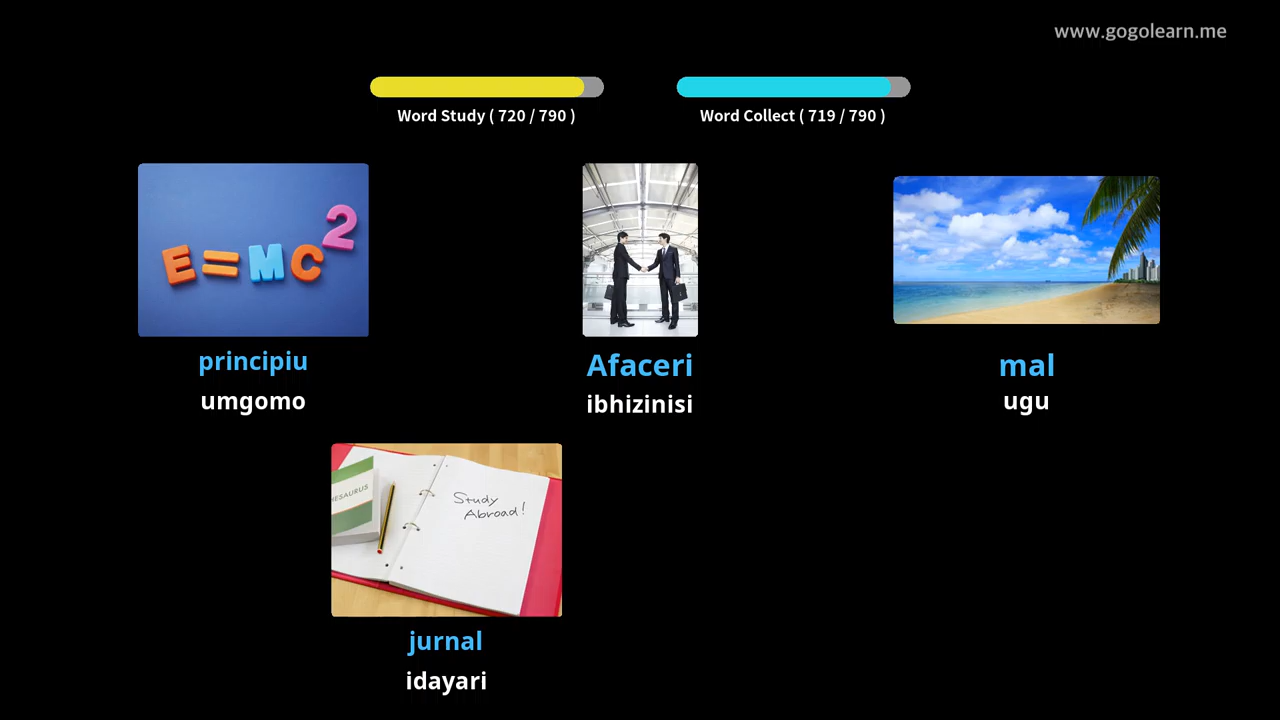 www.gogolearn.me
Word Study ( 720 / 790 )
Word Collect ( 719 / 790 )
E=MC2
principiu
umgomo
Afaceri
ibhizinisi
mal
ugu
HESAURUS
Study
Abroad!
jurnal
idayari